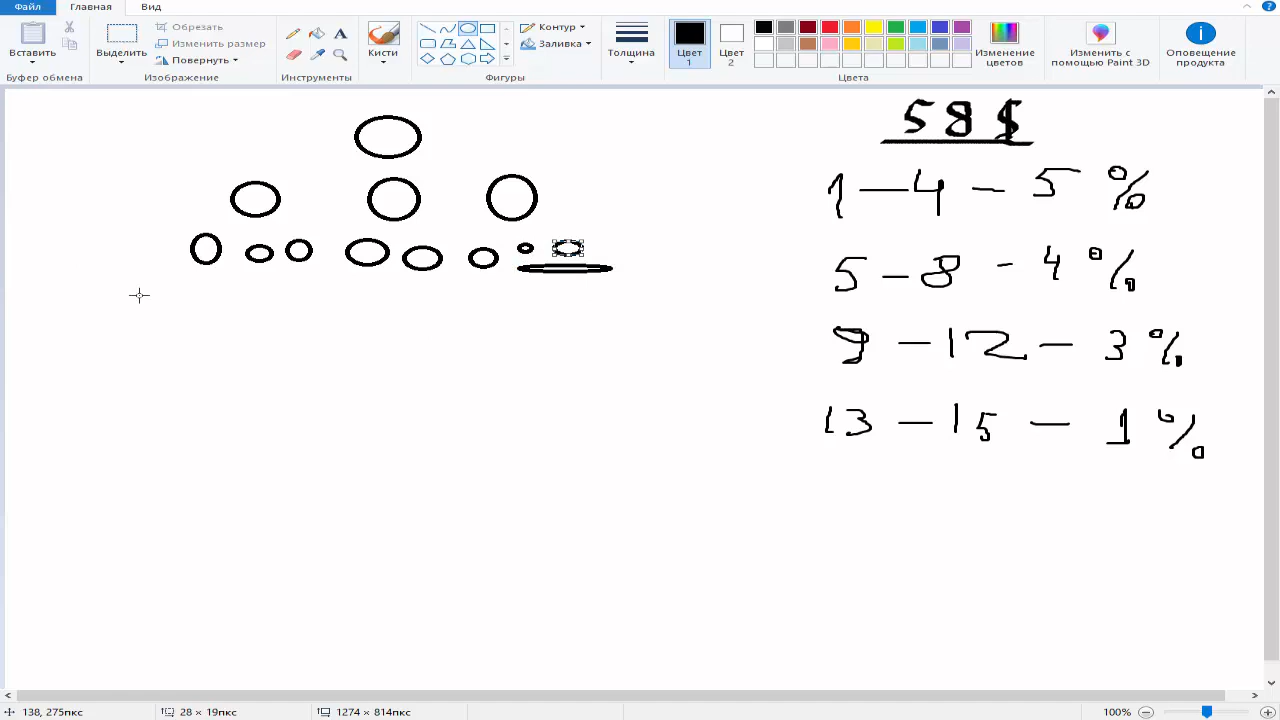 Файл Главная Вид
Вставить
Буфер обмена
Выделить
Обрезать
Изменить размер
Повернуть
Изображение
A
Инструменты
Кисти
Контур
Заливка
Фигуры
Толщина
Цвет 1
Цвет 2
Цвета
Изменение цветов
Изменить с помощью Paint 3D
Оповещение продукта
58$
1 — 4 — 5 %
5 — 8 - 4 %
9 — 12 — 3 %
13 — 15 — 1 %
138, 275пкс 28 × 19пкс 1274 × 814пкс 100%